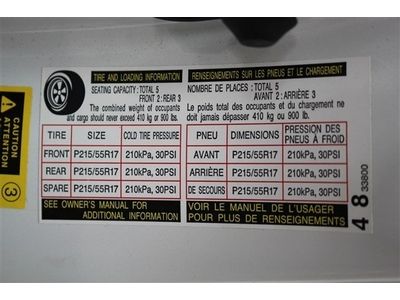 TIRE AND LOADING INFORMATION
SEATING CAPACITY: TOTAL 5
FRONT 2: REAR 3
The combined weight of occupants
and cargo should never exceed 410 kg or 900 lbs.
TIRE SIZE COLD TIRE PRESSURE
FRONT P215/55R17 210kPa, 30PSI
REAR P215/55R17 210kPa, 30PSI
SPARE P215/55R17 210kPa, 30PSI
SEE OWNER'S MANUAL FOR
ADDITIONAL INFORMATION
RENSEIGNEMENTS SUR LES PNEUS ET LE CHARGEMENT
NOMBRE DE PLACES : TOTAL 5
AVANT 2 : ARRIÈRE 3
Le poids total des occupants et du chargement ne
doit jamais dépasser 410 kg ou 900 lb.
PNEU DIMENSIONS PRESSION DES
PNEUS À FROID
AVANT P215/55R17 210kPa, 30PSI
ARRIÈRE P215/55R17 210kPa, 30PSI
DE SECOURS P215/55R17 210kPa, 30PSI
VOIR LE MANUEL DE L'USAGER
POUR PLUS DE RENSEIGNEMENTS
48
33800
CAUTION
ATTENTION
3